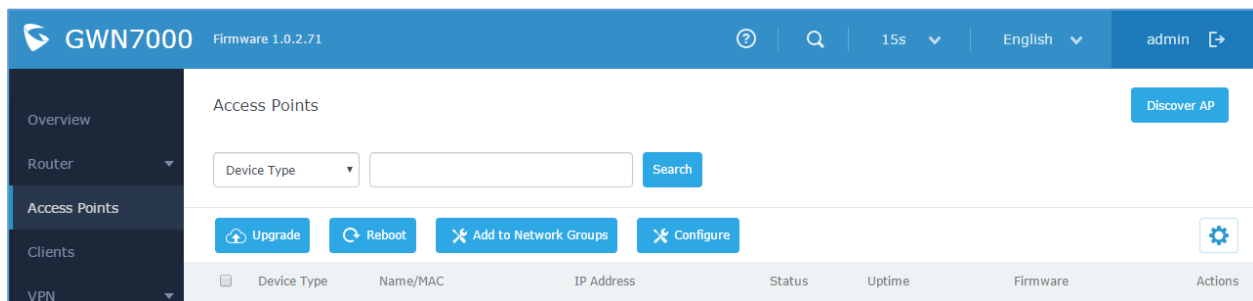 GWN7000 Firmware 1.0.2.71 15s English admin
Access Points Discover AP
Overview
Router
Device Type Search
Access Points
Upgrade Reboot Add to Network Groups Configure
Clients
Device Type Name/MAC IP Address Status Uptime Firmware Actions
VPN